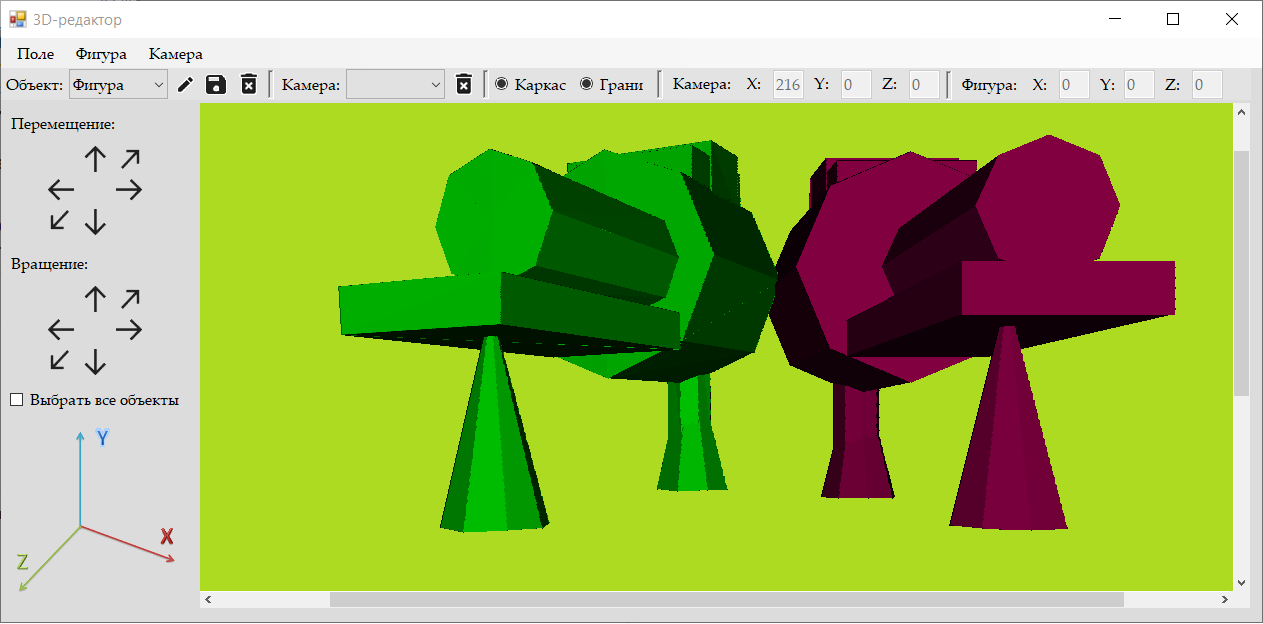 3D-редактор
Поле Фигура Камера
Объект: Фигура Камера: Каркас Грани Камера: X: 216 Y: 0 Z: 0 Фигура: X: 0 Y: 0 Z: 0
Перемещение:
Вращение:
Выбрать все объекты
Y
X
Z